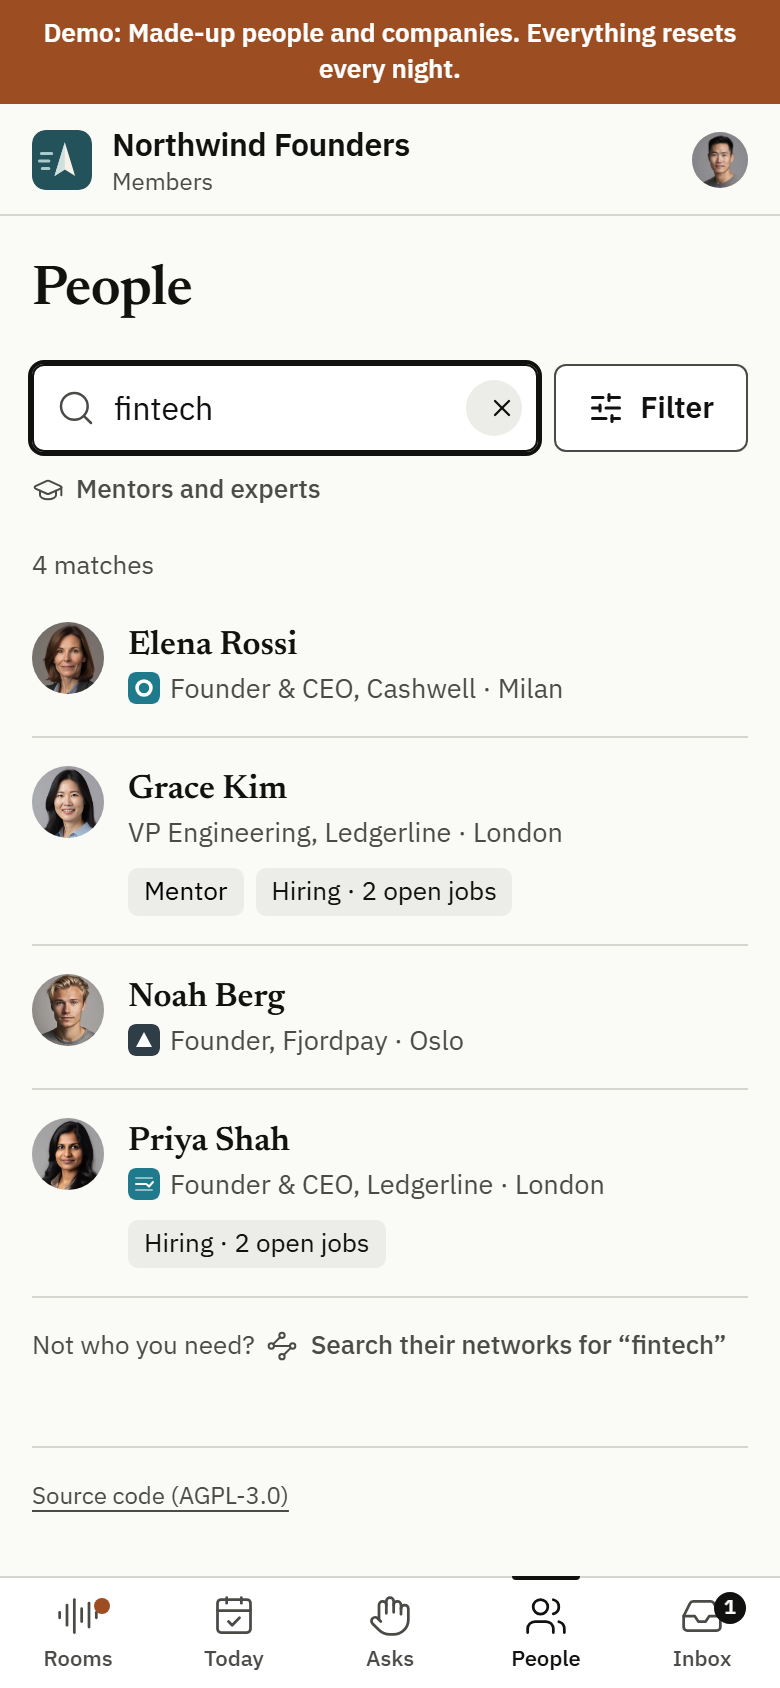 Demo: Made-up people and companies. Everything resets
every night.
Northwind Founders
Members
People
fintech
Filter
Mentors and experts
4 matches
Elena Rossi
Founder & CEO, Cashwell · Milan
Grace Kim
VP Engineering, Ledgerline · London
Mentor
Hiring · 2 open jobs
Noah Berg
Founder, Fjordpay · Oslo
Priya Shah
Founder & CEO, Ledgerline · London
Hiring · 2 open jobs
Not who you need? Search their networks for “fintech”
Source code (AGPL-3.0)
1
Rooms
Today
Asks
People
Inbox